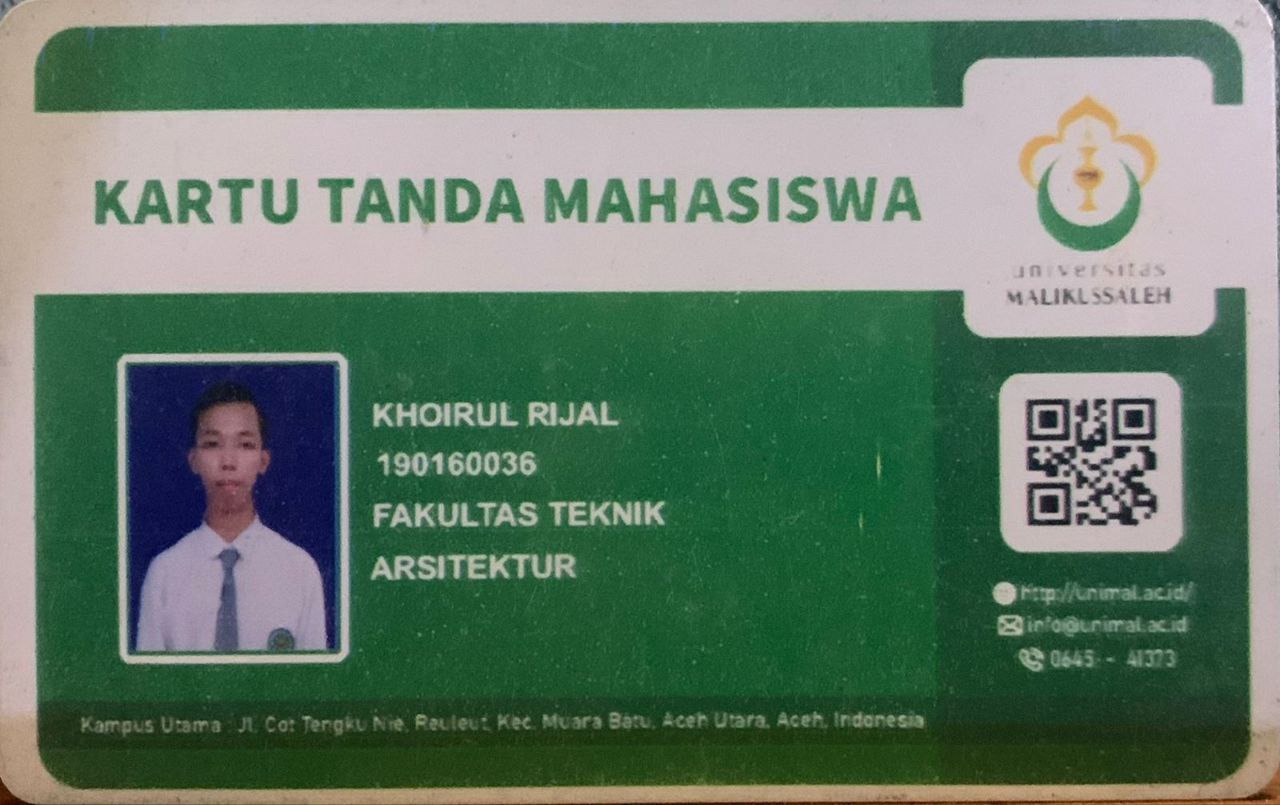 KARTU TANDA MAHASISWA
universitas
MALIKUSSALEH
KHOIRUL RIJAL
190160036
FAKULTAS TEKNIK
ARSITEKTUR
http://unimal.ac.id/
info@unimal.ac.id
0645 - 41373
Kampus Utama : Jl. Cot Tengku Nie, Reuleut, Kec. Muara Batu, Aceh Utara, Aceh, Indonesia